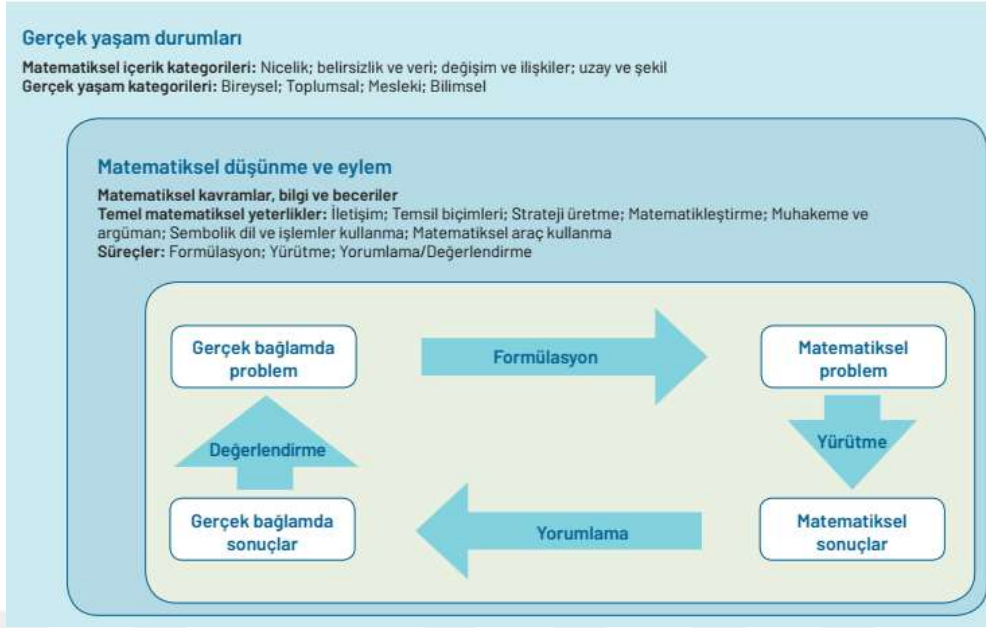 Gerçek yaşam durumları
Matematiksel içerik kategorileri: Nicelik; belirsizlik ve veri; değişim ve ilişkiler; uzay ve şekil
Gerçek yaşam kategorileri: Bireysel; Toplumsal; Mesleki; Bilimsel
Matematiksel düşünme ve eylem
Matematiksel kavramlar, bilgi ve beceriler
Temel matematiksel yeterlikler: İletişim; Temsil biçimleri; Strateji üretme; Matematikleştirme; Muhakeme ve
argüman; Sembolik dil ve işlemler kullanma; Matematiksel araç kullanma
Süreçler: Formülasyon; Yürütme; Yorumlama/Değerlendirme
Gerçek bağlamda
problem
Formülasyon
Matematiksel
problem
Değerlendirme
Yürütme
Gerçek bağlamda
sonuçlar
Yorumlama
Matematiksel
sonuçlar